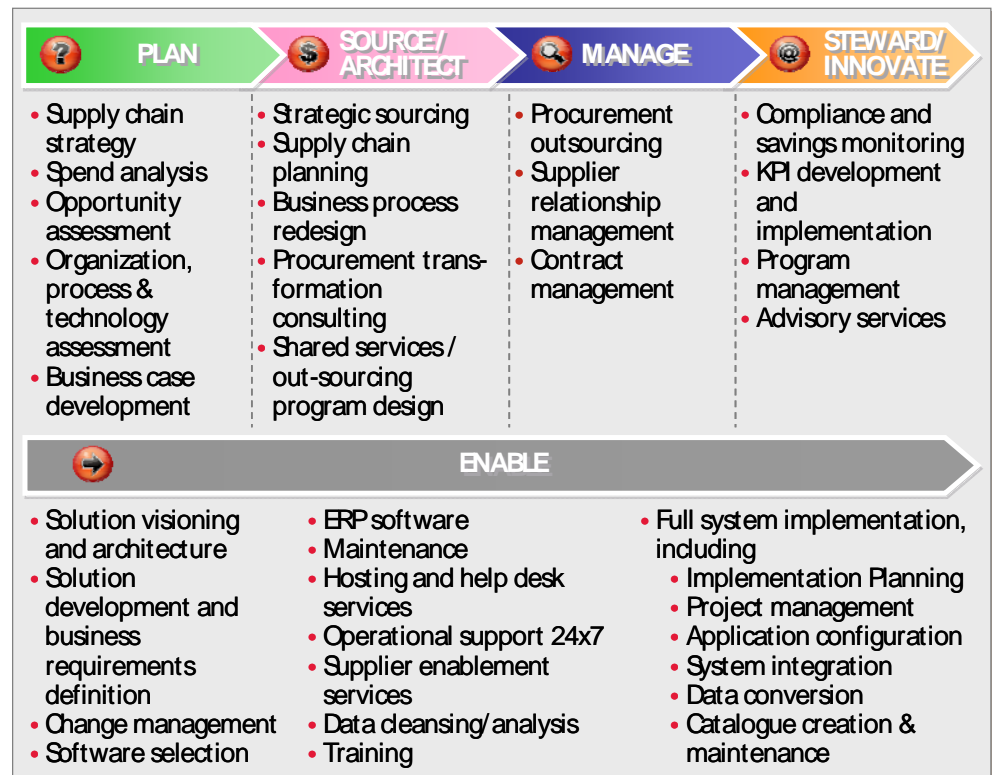 PLAN
SOURCE/
ARCHITECT
MANAGE
STEWARD/
INNOVATE
• Supply chain
strategy
• Spend analysis
• Opportunity
assessment
• Organization,
process &
technology
assessment
• Business case
development
• Strategic sourcing
• Supply chain
planning
• Business process
redesign
• Procurement trans-
formation
consulting
• Shared services /
out-sourcing
program design
• Procurement
outsourcing
• Supplier
relationship
management
• Contract
management
• Compliance and
savings monitoring
• KPI development
and
implementation
• Program
management
• Advisory services
ENABLE
• Solution visioning
and architecture
• Solution
development and
business
requirements
definition
• Change management
• Software selection
• ERP software
• Maintenance
• Hosting and help desk
services
• Operational support 24x7
• Supplier enablement
services
• Data cleansing/analysis
• Training
• Full system implementation,
including
• Implementation Planning
• Project management
• Application configuration
• System integration
• Data conversion
• Catalogue creation &
maintenance